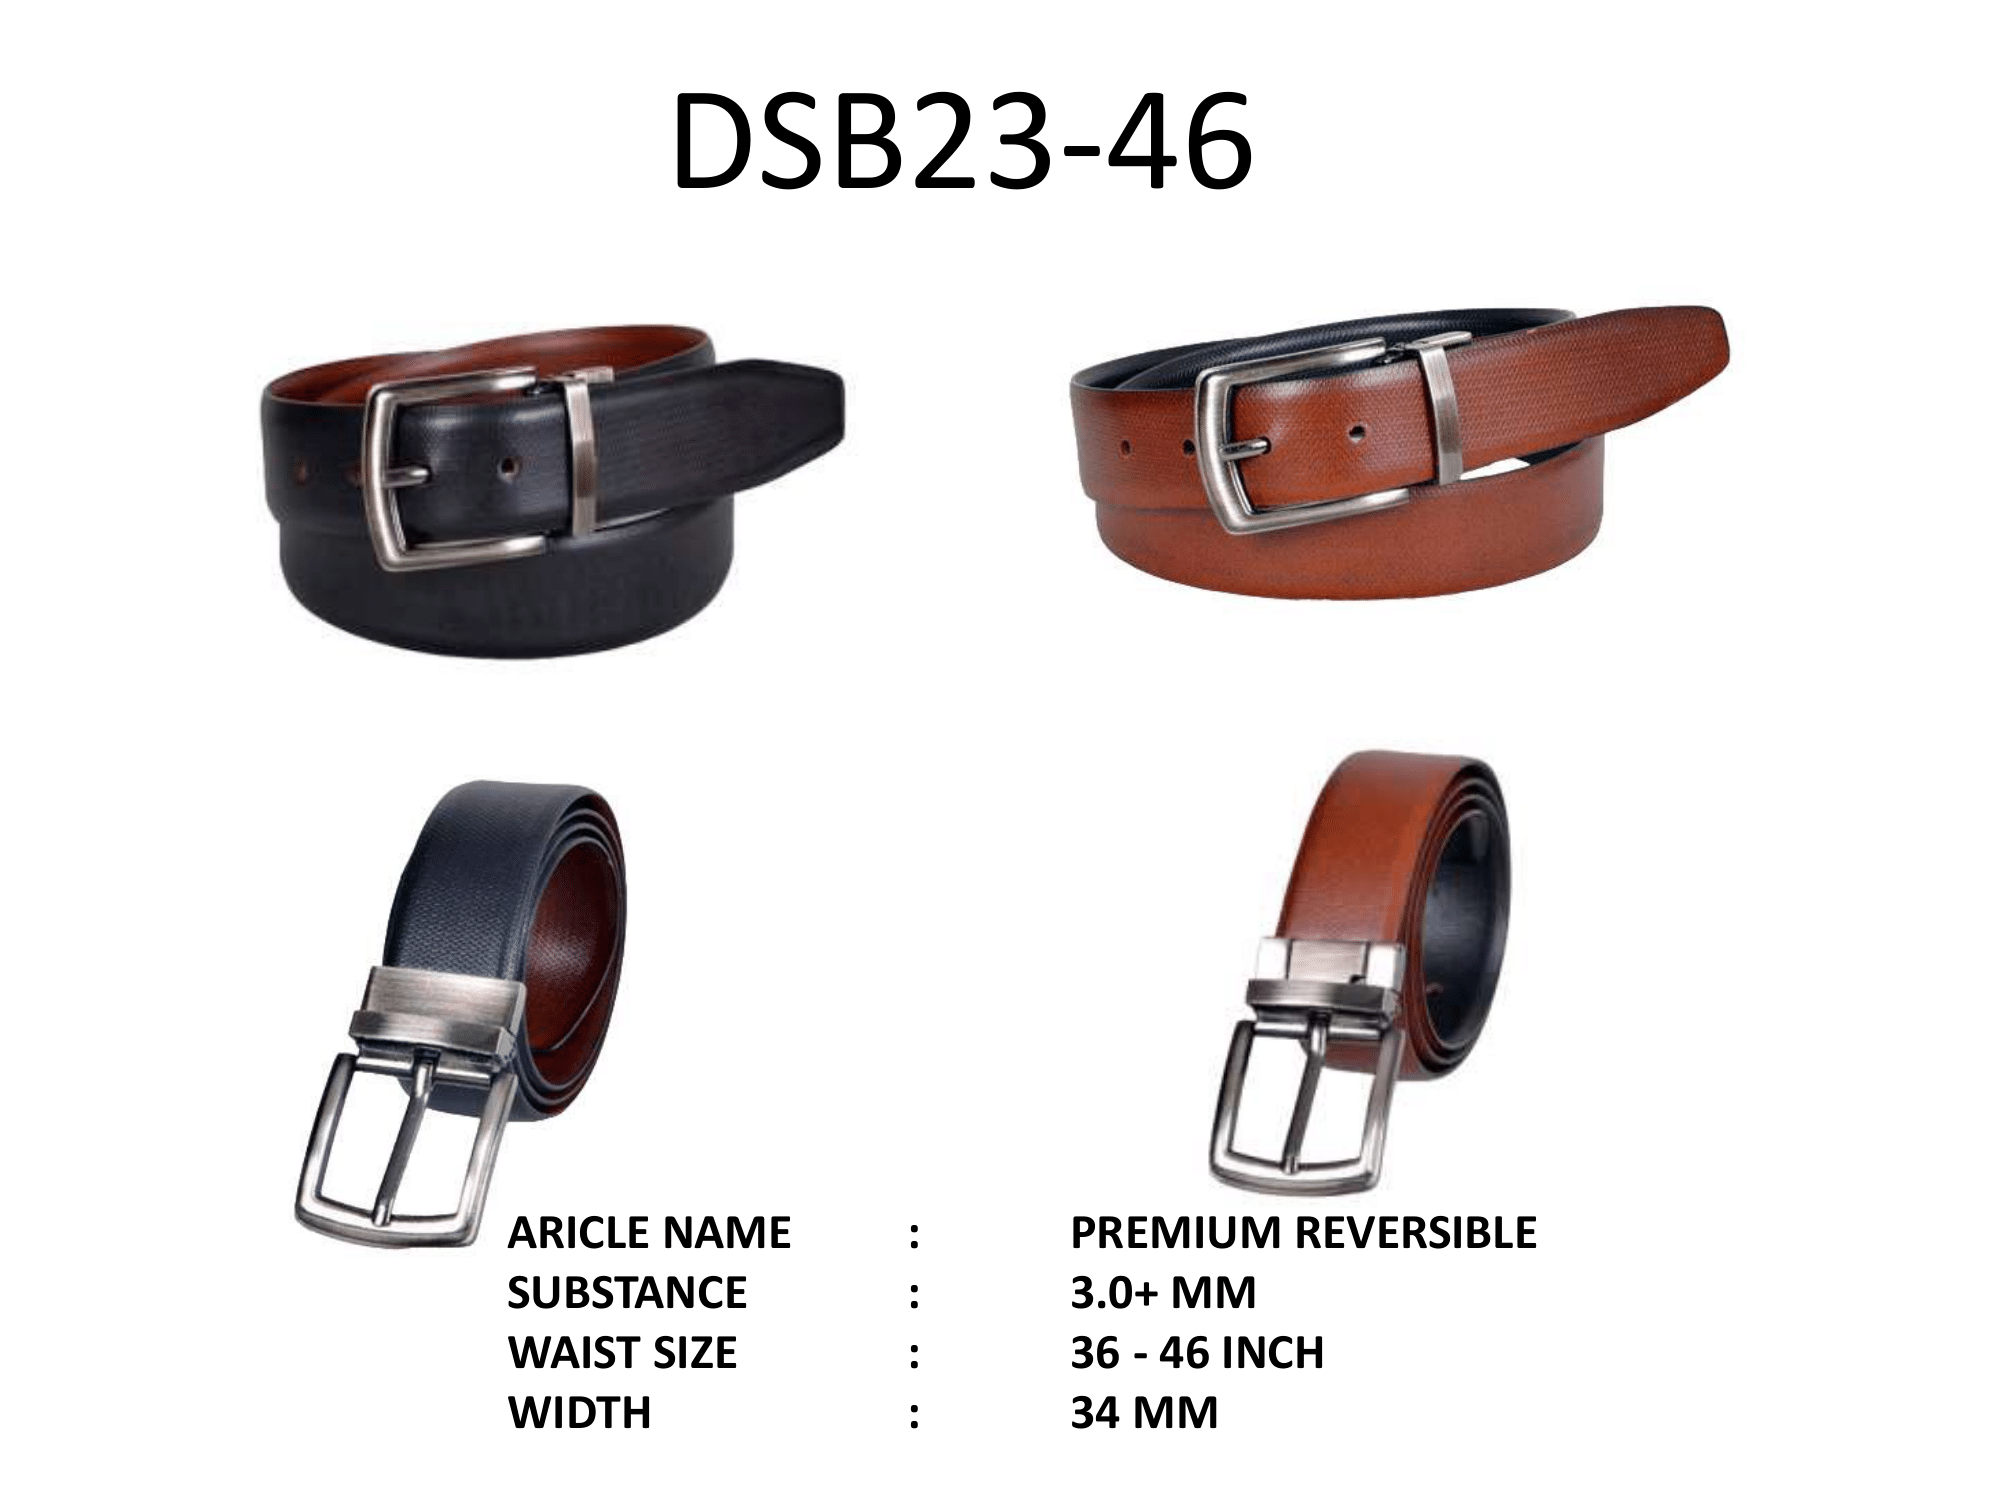 DSB23-46
ARICLE NAME : PREMIUM REVERSIBLE
SUBSTANCE : 3.0+ MM
WAIST SIZE : 36 - 46 INCH
WIDTH : 34 MM